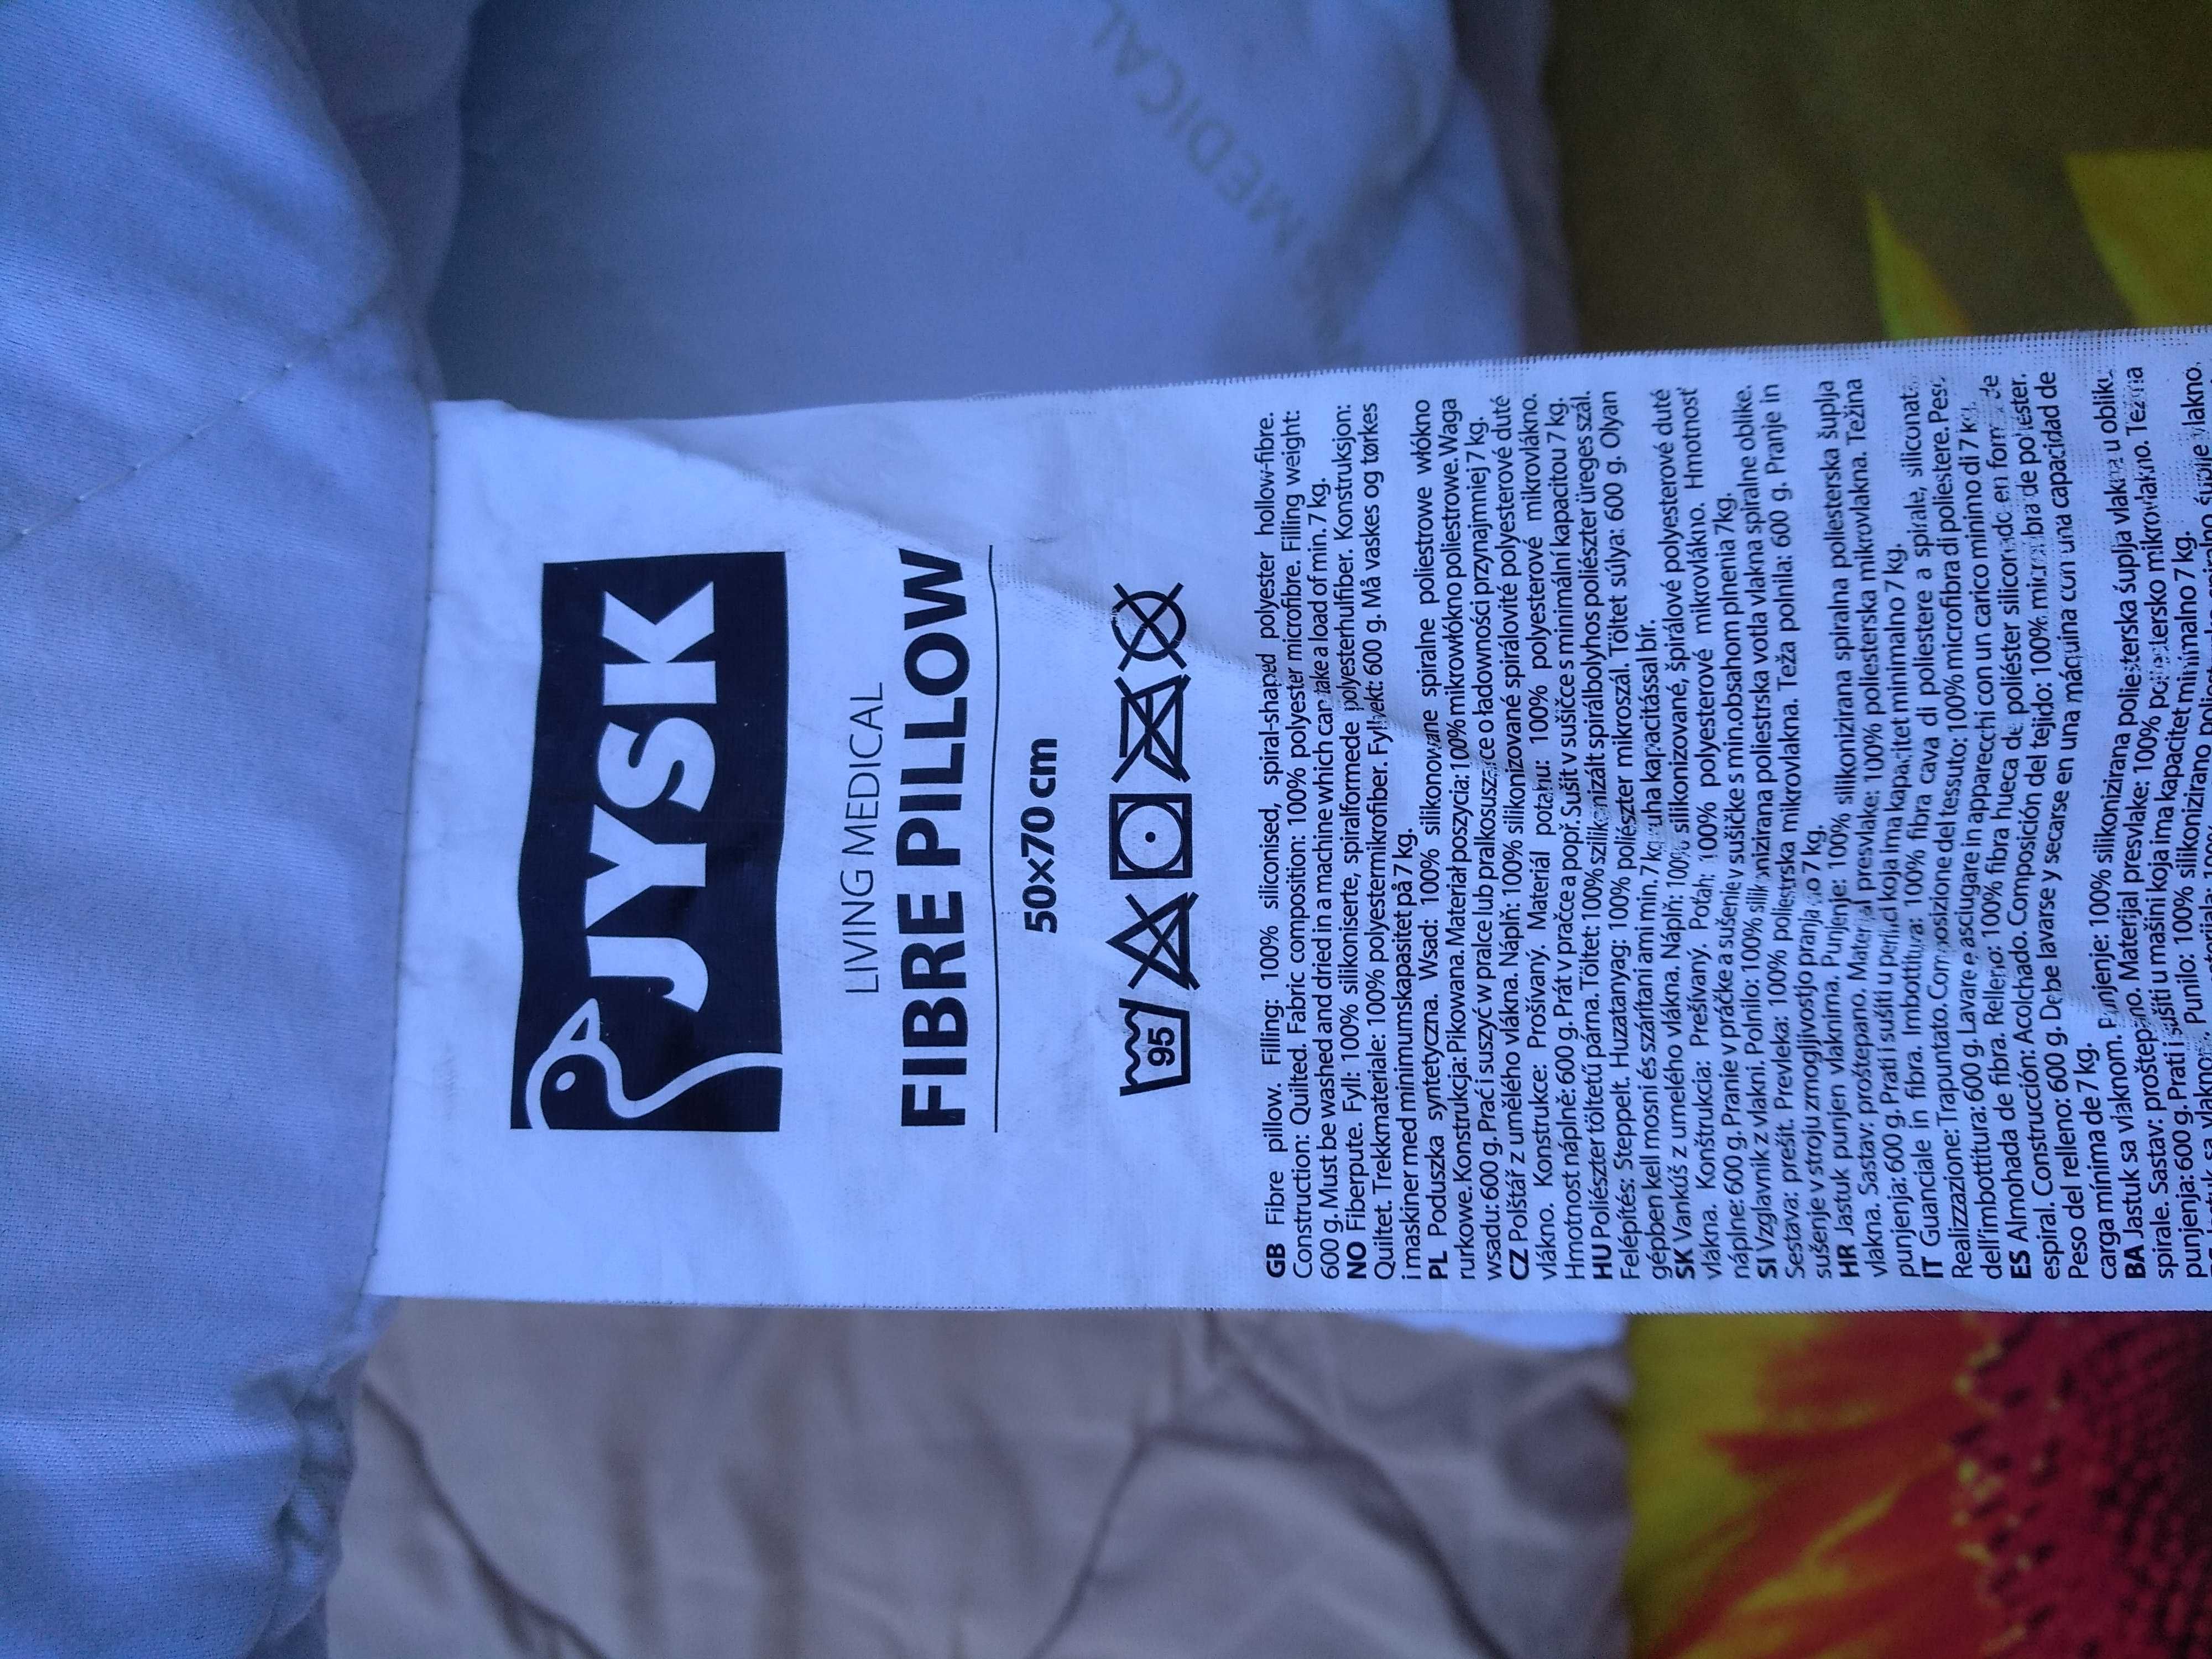 MEDICAL
JYSK
LIVING MEDICAL
FIBRE PILLOW
50x70 cm
95
GB Fibre pillow. Filling: 100% siliconised, spiral-shaped polyester hollow-fibre.
Construction: Quilted. Fabric composition: 100% polyester microfibre. Filling weight:
600 g. Must be washed and dried in a machine which can take a load of min. 7 kg.
NO Fiberpute. Fyll: 100% silikoniserte, spiralformede polyesterhulfiber. Konstruksjon:
Quiltet. Trekkmateriale: 100% polyestermikrofiber. Fyllvekt: 600 g. Må vaskes og tørkes
i maskiner med minimumskapasitet på 7 kg.
PL Poduszka syntetyczna. Wsad: 100% silikonowane spiralne poliestrowe włókno
rurkowe. Konstrukcja: Pikowana. Materiał poszycia: 100% mikrowłókno poliestrowe. Waga
wsadu: 600 g. Prać i suszyć w pralce lub pralkosuszarce o ładowności przynajmniej 7 kg.
CZ Polštář z umělého vlákna. Náplň: 100% silikonizované spirálovité polyesterové duté
vlákno. Konstrukce: Prošívaný. Materiál potahu: 100% polyesterové mikrovlákno.
Hmotnost náplně: 600 g. Prát v pračce a popř. Sušit v sušičce s minimální kapacitou 7 kg.
HU Poliészter töltetű párna. Töltet: 100% szilikonizált spirálbolyhos poliészter üreges szál.
Felépítés: Steppelt. Huzatanyag: 100% poliészter mikroszál. Töltet súlya: 600 g. Olyan
gépben kell mosni és szárítani ami min. 7 kg ruha kapacitással bír.
SK Vankúš z umelého vlákna. Náplň: 100% silikonizované, špirálové polyesterové duté
vlákna. Konštrukcia: Prešívaný. Poťah: 100% polyesterové mikrovlákno. Hmotnosť
náplne: 600 g. Pranie v práčke a sušenie v sušičke s min.obsahom plnenia 7kg.
SI Vzglavnik z vlakni. Polnilo: 100% silikonizirana poliestrska votla vlakna spiralne oblike.
Sestava: prešit. Prevleka: 100% poliestrska mikrovlakna. Teža polnila: 600 g. Pranje in
sušenje v stroju z zmogljivostjo pranja do 7 kg.
HR Jastuk punjen vlaknima. Punjenje: 100% silikonizirana spiralna poliesterska šuplja
vlakna. Sastav: proštepano. Materijal presvlake: 100% poliesterska mikrovlakna. Težina
punjenja: 600 g. Prati i sušiti u perilici koja ima kapacitet minimalno 7 kg.
IT Guanciale in fibra. Imbottitura: 100% fibra cava di poliestere a spirale, siliconata.
Realizzazione: Trapuntato. Composizione del tessuto: 100% microfibra di poliestere. Peso
dell'imbottitura: 600 g. Lavare e asciugare in apparecchi con un carico minimo di 7 kg.
ES Almohada de fibra. Relleno: 100% fibra hueca de poliéster siliconado en forma de
espiral. Construcción: Acolchado. Composición del tejido: 100% microfibra de poliéster.
Peso del relleno: 600 g. Debe lavarse y secarse en una máquina con una capacidad de
carga minima de 7 kg.
BA Jastuk sa vlaknom. Punjenje: 100% silikonizirana poliesterska šuplja vlakna u obliku
spirale. Sastav: proštepano. Materijal presvlake: 100% poliestersko mikrovlakno. Težina
punjenja: 600 g. Prati i sušiti u mašini koja ima kapacitet minimalno 7 kg.
Punilo: 100% silikonizirano šuplje vlakno.